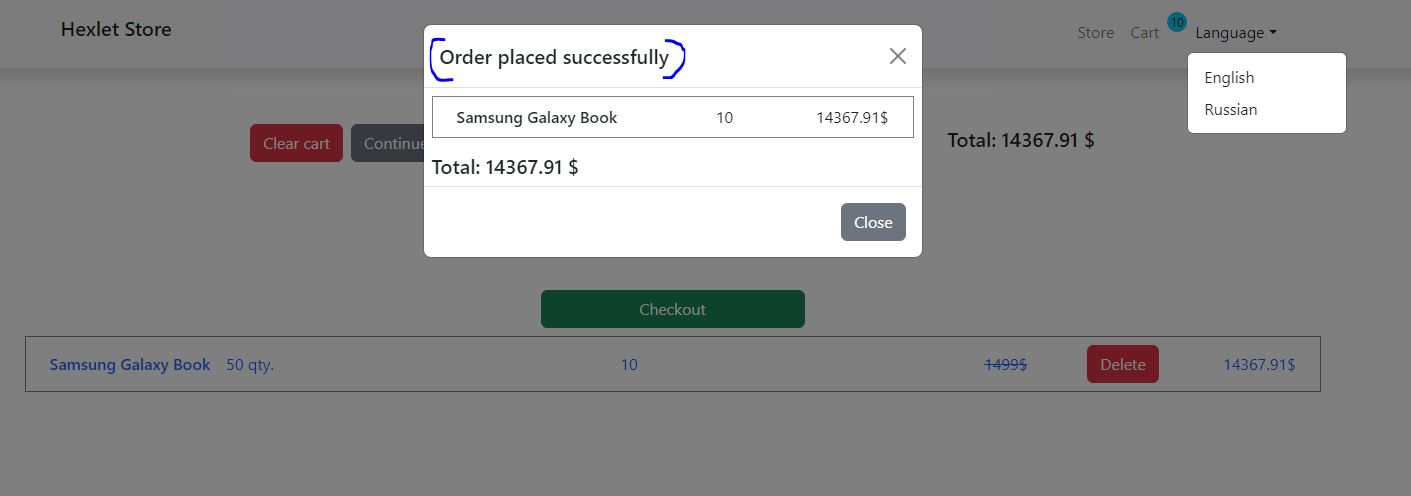 Hexlet Store
Store Cart 10 Language
English
Russian
Order placed successfully
Samsung Galaxy Book 10 14367.91$
Total: 14367.91 $
Close
Clear cart Continue
Total: 14367.91 $
Checkout
Samsung Galaxy Book 50 qty. 10 1499$ Delete 14367.91$